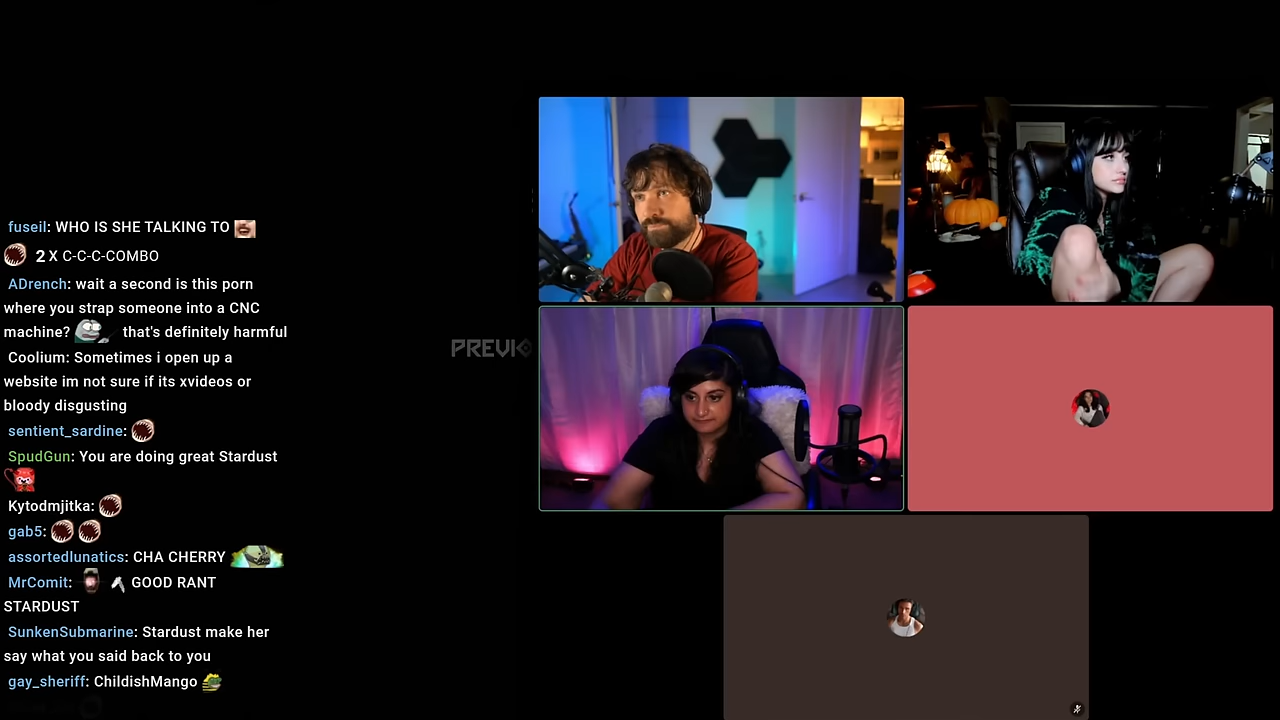 fuseil: WHO IS SHE TALKING TO
2 X C-C-C-COMBO
ADrench: wait a second is this porn
where you strap someone into a CNC
machine? that's definitely harmful
Coolium: Sometimes i open up a
website im not sure if its xvideos or
bloody disgusting
sentient_sardine:
SpudGun: You are doing great Stardust
Kytodmjitka:
gab5:
assortedlunatics: CHA CHERRY
MrComit: GOOD RANT
STARDUST
SunkenSubmarine: Stardust make her
say what you said back to you
gay_sheriff: ChildishMango
PREVIO